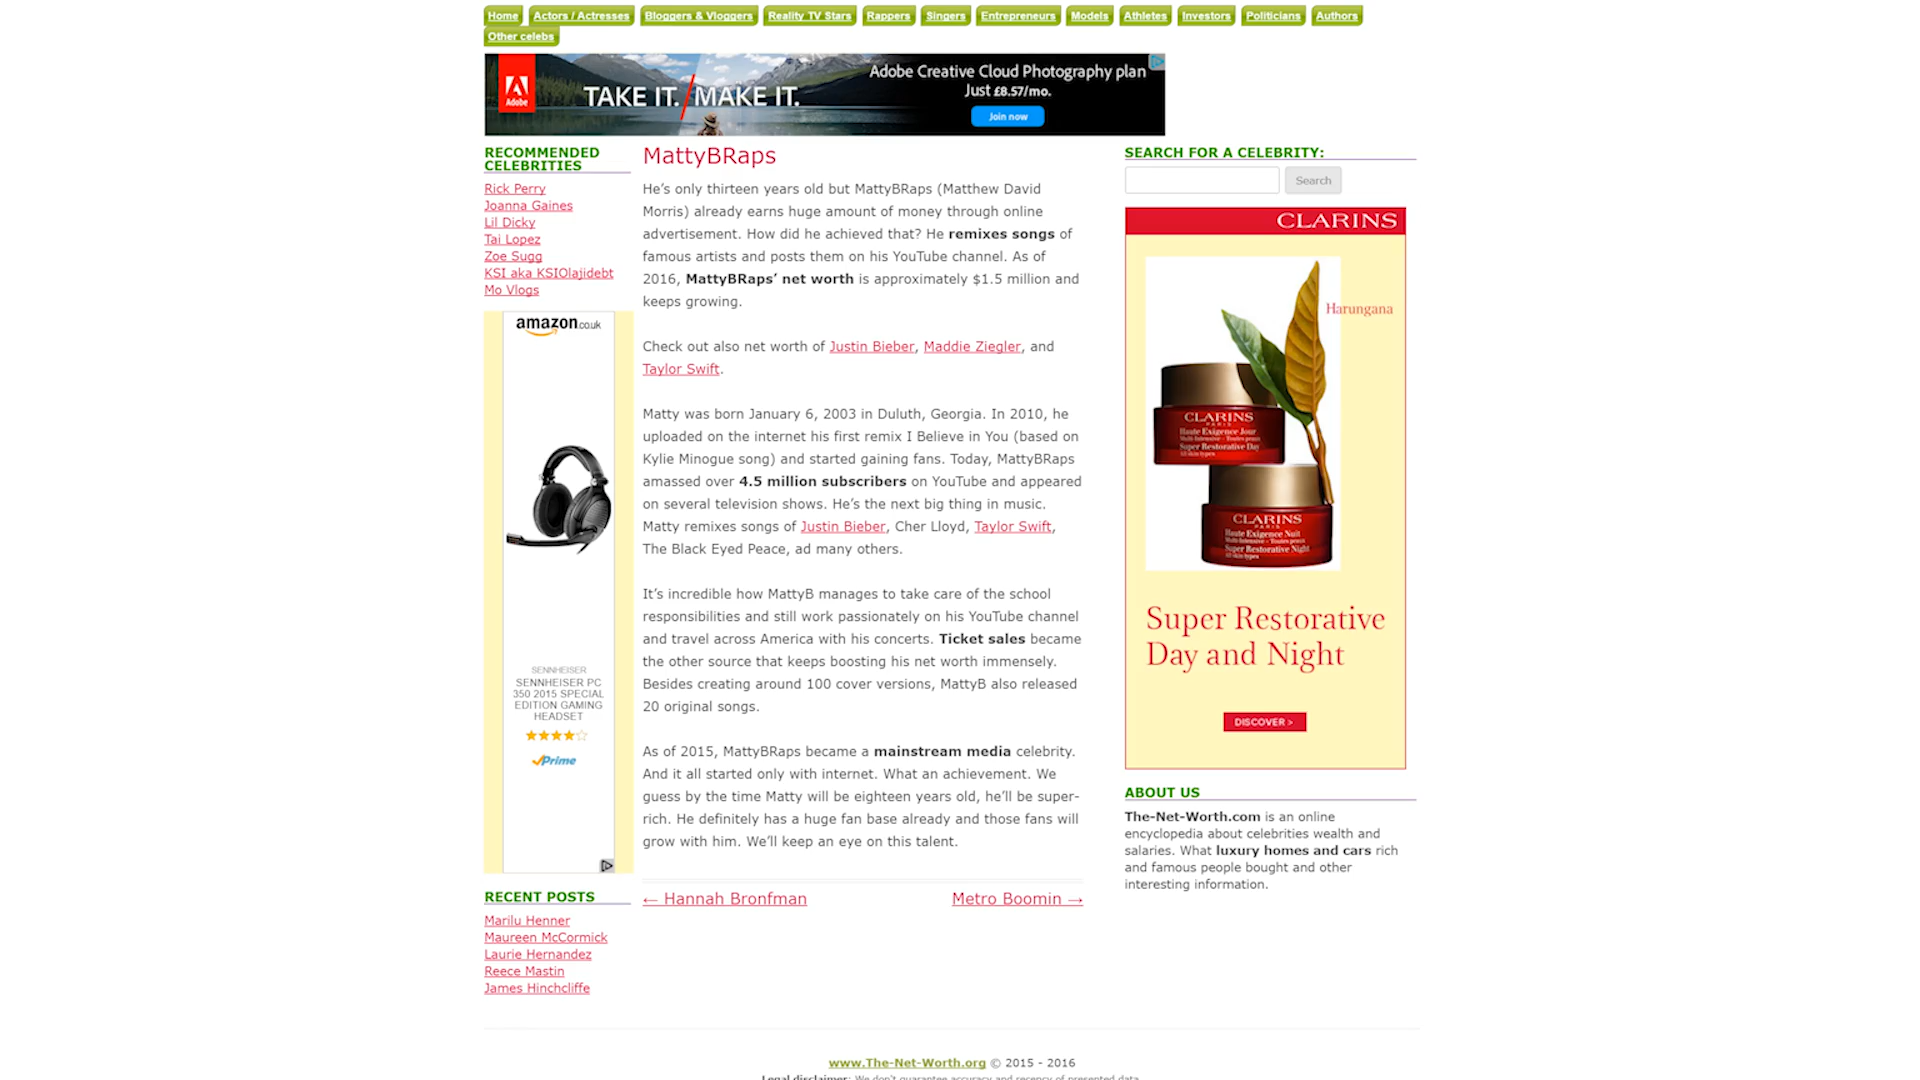 Home Actors / Actresses Bloggers & Vloggers Reality TV Stars Rappers Singers Entrepreneurs Models Athletes Investors Politicians Authors
Other celebs
Adobe
TAKE IT. / MAKE IT.
Adobe Creative Cloud Photography plan
Just £8.57/mo.
Join now
RECOMMENDED
CELEBRITIES
Rick Perry
Joanna Gaines
Lil Dicky
Tai Lopez
Zoe Sugg
KSI aka KSIOlajidebt
Mo Vlogs
amazon.co.uk
SENNHEISER
SENNHEISER PC
350 2015 SPECIAL
EDITION GAMING
HEADSET
Prime
RECENT POSTS
Marilu Henner
Maureen McCormick
Laurie Hernandez
Reece Mastin
James Hinchcliffe
MattyBRaps
He’s only thirteen years old but MattyBRaps (Matthew David
Morris) already earns huge amount of money through online
advertisement. How did he achieved that? He remixes songs of
famous artists and posts them on his YouTube channel. As of
2016, MattyBRaps’ net worth is approximately $1.5 million and
keeps growing.
Check out also net worth of Justin Bieber, Maddie Ziegler, and
Taylor Swift.
Matty was born January 6, 2003 in Duluth, Georgia. In 2010, he
uploaded on the internet his first remix I Believe in You (based on
Kylie Minogue song) and started gaining fans. Today, MattyBRaps
amassed over 4.5 million subscribers on YouTube and appeared
on several television shows. He’s the next big thing in music.
Matty remixes songs of Justin Bieber, Cher Lloyd, Taylor Swift,
The Black Eyed Peace, ad many others.
It’s incredible how MattyB manages to take care of the school
responsibilities and still work passionately on his YouTube channel
and travel across America with his concerts. Ticket sales became
the other source that keeps boosting his net worth immensely.
Besides creating around 100 cover versions, MattyB also released
20 original songs.
As of 2015, MattyBRaps became a mainstream media celebrity.
And it all started only with internet. What an achievement. We
guess by the time Matty will be eighteen years old, he’ll be super-
rich. He definitely has a huge fan base already and those fans will
grow with him. We’ll keep an eye on this talent.
← Hannah Bronfman Metro Boomin →
SEARCH FOR A CELEBRITY:
Search
CLARINS
Harungana
CLARINS
PARIS
Haute Exigence Jour
Multi-Intensive - Toutes peaux
Super Restorative Day
All skin types
CLARINS
PARIS
Haute Exigence Nuit
Multi-Intensive - Toutes peaux
Super Restorative Night
All skin types
Super Restorative
Day and Night
DISCOVER >
ABOUT US
The-Net-Worth.com is an online
encyclopedia about celebrities wealth and
salaries. What luxury homes and cars rich
and famous people bought and other
interesting information.
www.The-Net-Worth.org © 2015 - 2016
Legal disclaimer: We don't guarantee accuracy and recency of presented data